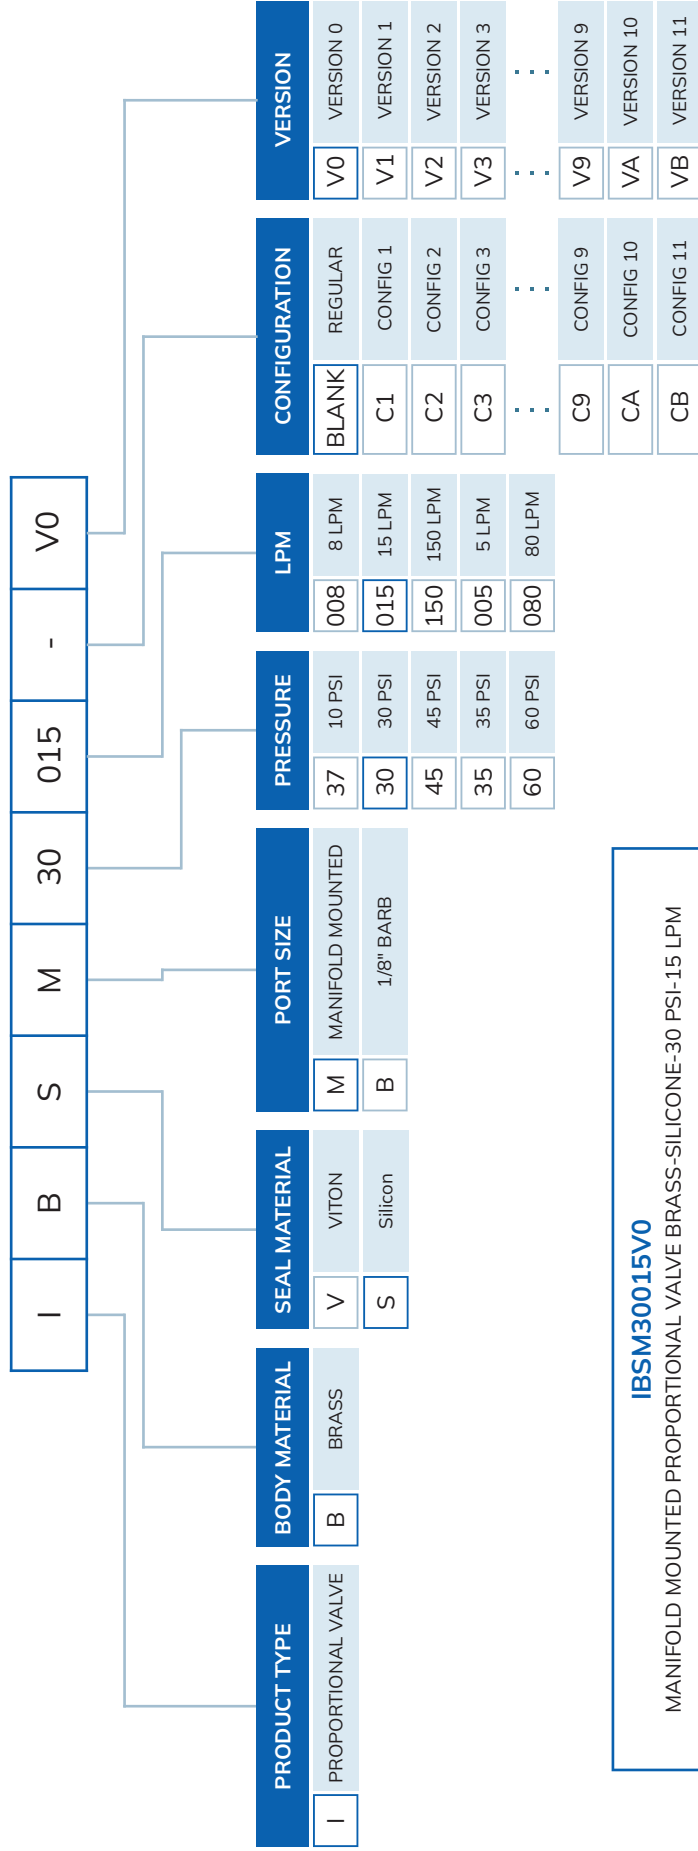 I B S M 30 015 - V0
PRODUCT TYPE
I PROPORTIONAL VALVE
BODY MATERIAL
B BRASS
SEAL MATERIAL
V VITON
S Silicon
PORT SIZE
M MANIFOLD MOUNTED
B 1/8" BARB
PRESSURE
37 10 PSI
30 30 PSI
45 45 PSI
35 35 PSI
60 60 PSI
LPM
008 8 LPM
015 15 LPM
150 150 LPM
005 5 LPM
080 80 LPM
CONFIGURATION
BLANK REGULAR
C1 CONFIG 1
C2 CONFIG 2
C3 CONFIG 3
... ...
C9 CONFIG 9
CA CONFIG 10
CB CONFIG 11
VERSION
V0 VERSION 0
V1 VERSION 1
V2 VERSION 2
V3 VERSION 3
... ...
V9 VERSION 9
VA VERSION 10
VB VERSION 11
IBSM30015V0
MANIFOLD MOUNTED PROPORTIONAL VALVE BRASS-SILICONE-30 PSI-15 LPM